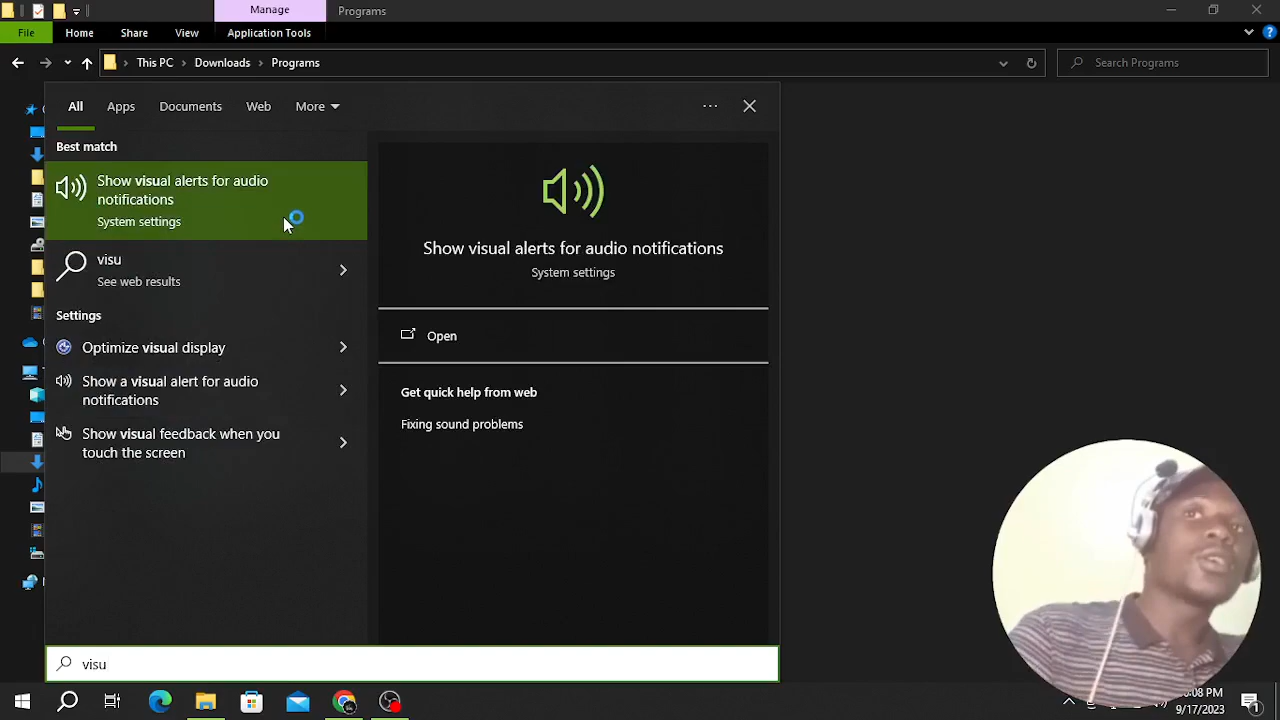 Manage
Programs
File
Home
Share
View
Application Tools
This PC
Downloads
Programs
Search Programs
All
Apps
Documents
Web
More
Best match
Show visual alerts for audio
notifications
System settings
visu
See web results
Settings
Optimize visual display
Show a visual alert for audio
notifications
Show visual feedback when you
touch the screen
Show visual alerts for audio notifications
System settings
Open
Get quick help from web
Fixing sound problems
visu
9/17/2023
1